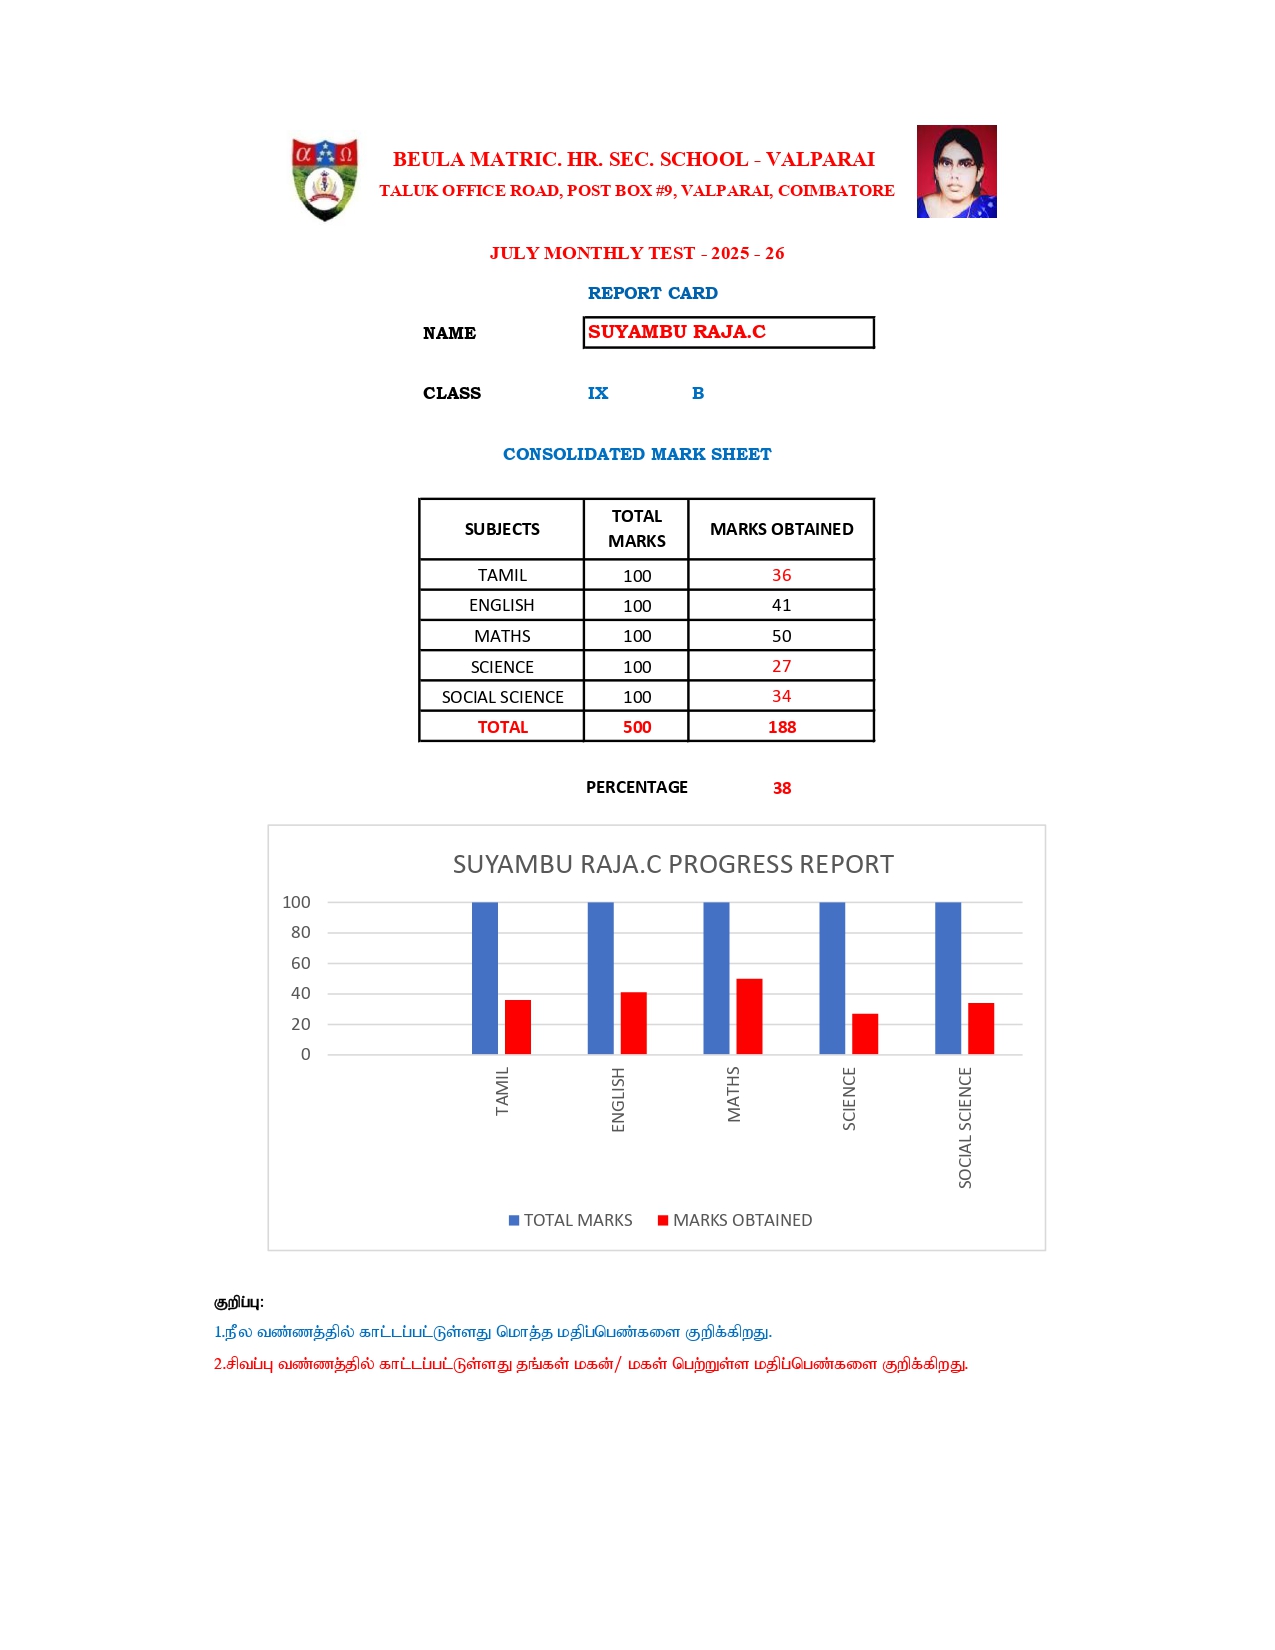 α Ω
BEULA MATRIC. HR. SEC. SCHOOL - VALPARAI
TALUK OFFICE ROAD, POST BOX #9, VALPARAI, COIMBATORE
JULY MONTHLY TEST - 2025 - 26
REPORT CARD
NAME SUYAMBU RAJA.C
CLASS IX B
CONSOLIDATED MARK SHEET
SUBJECTS TOTAL MARKS MARKS OBTAINED
TAMIL 100 36
ENGLISH 100 41
MATHS 100 50
SCIENCE 100 27
SOCIAL SCIENCE 100 34
TOTAL 500 188
PERCENTAGE 38
SUYAMBU RAJA.C PROGRESS REPORT
100
80
60
40
20
0
TAMIL
ENGLISH
MATHS
SCIENCE
SOCIAL SCIENCE
TOTAL MARKS MARKS OBTAINED
குறிப்பு:
1.நீல வண்ணத்தில் காட்டப்பட்டுள்ளது மொத்த மதிப்பெண்களை குறிக்கிறது.
2.சிவப்பு வண்ணத்தில் காட்டப்பட்டுள்ளது தங்கள் மகன்/ மகள் பெற்றுள்ள மதிப்பெண்களை குறிக்கிறது.